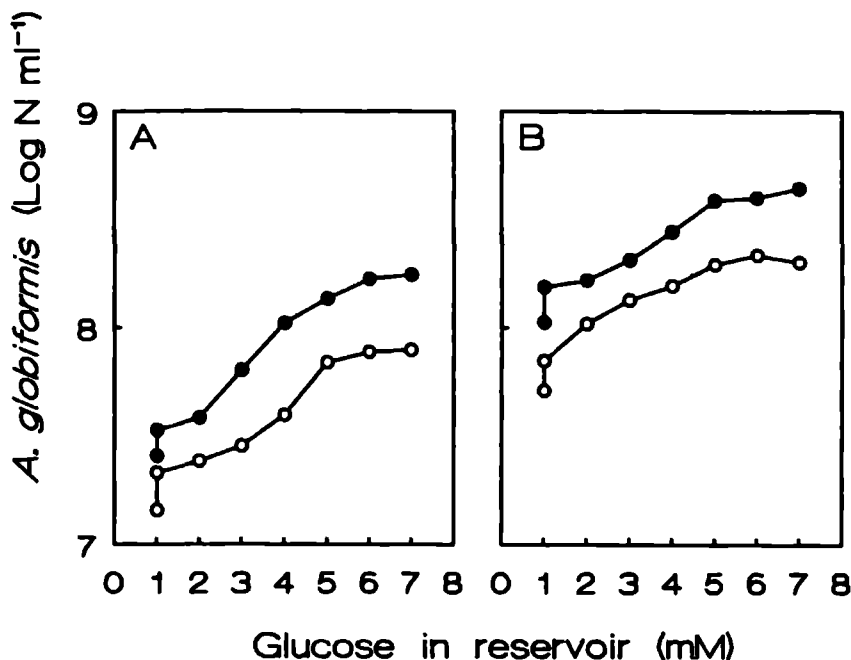 A. globiformis (Log N ml⁻¹)
9
8
7
A
B
0 1 2 3 4 5 6 7 8
0 1 2 3 4 5 6 7 8
Glucose in reservoir (mM)